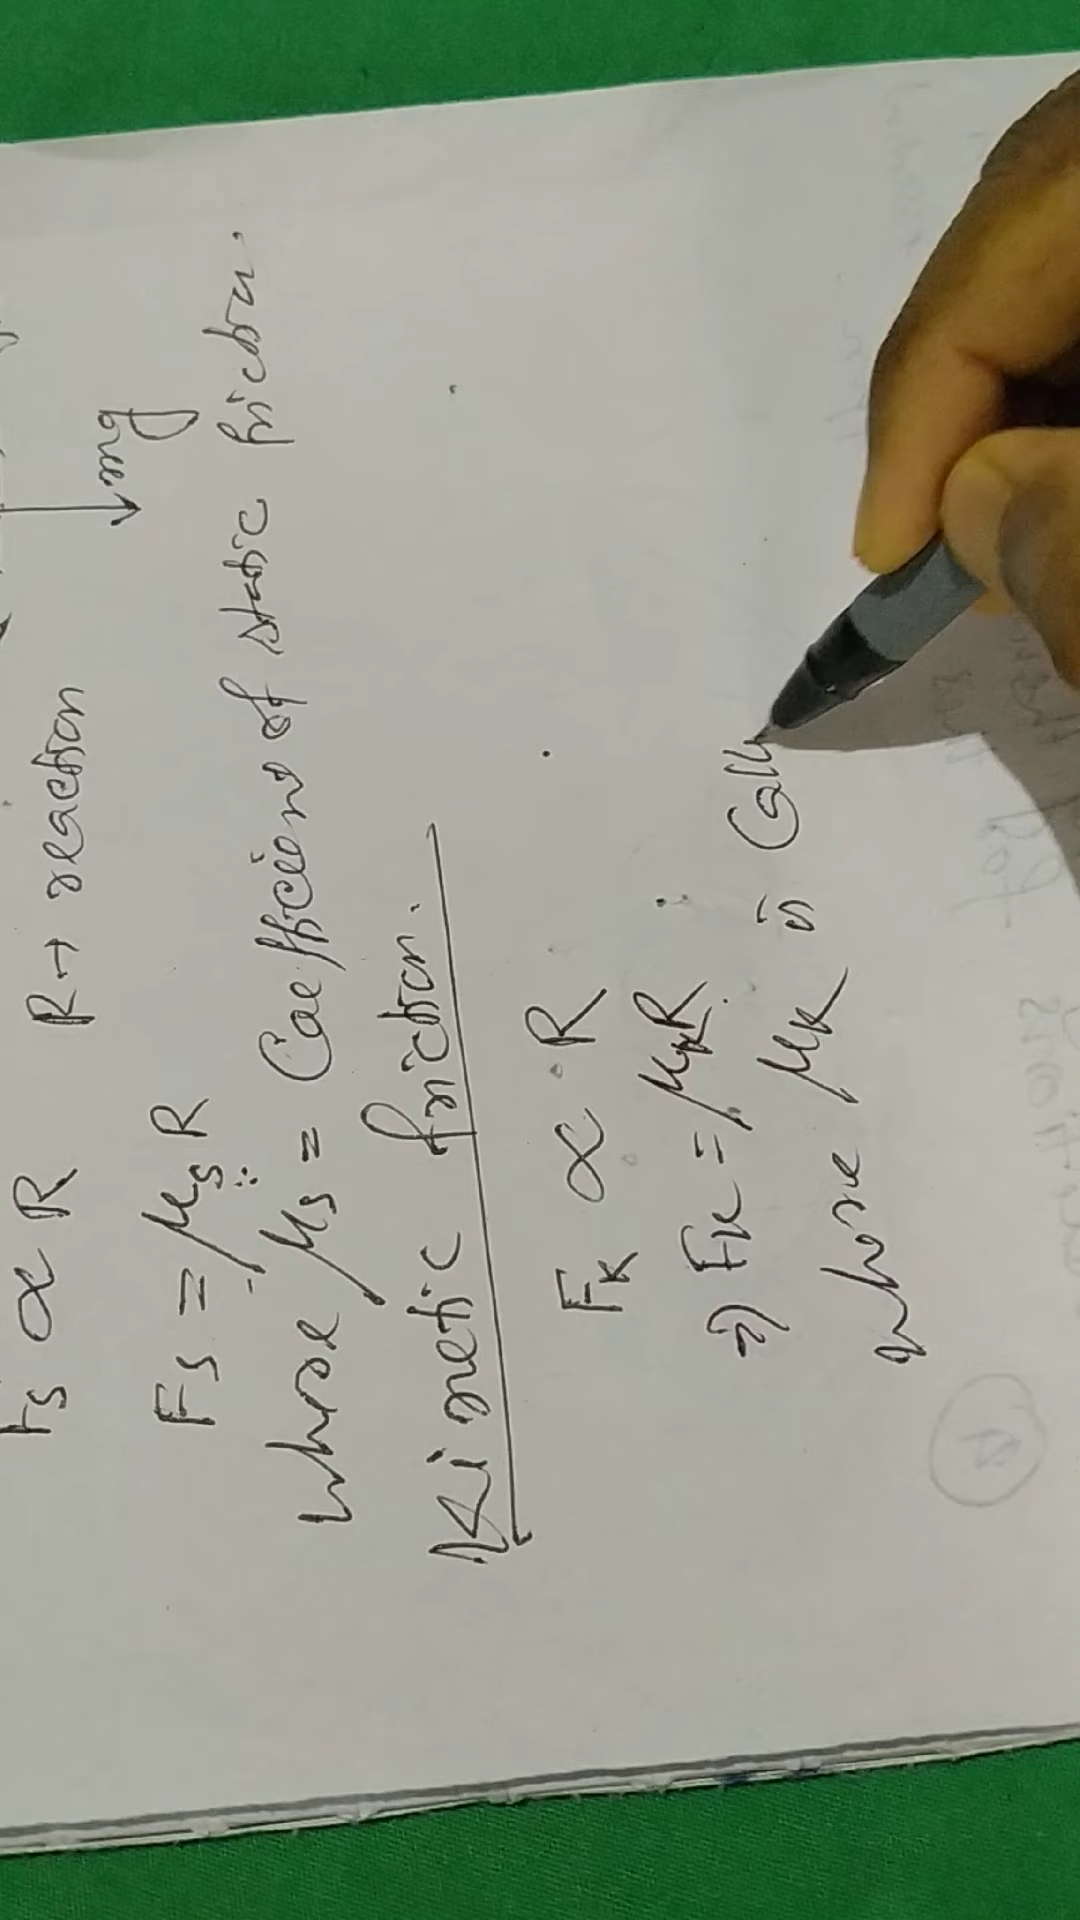 mg
Fs ∝ R R → reaction
Fs = μs R
where μs = Coefficient of static friction.
Kinetic friction.
FK ∝ R
⇒ FK = μK R
where μK is Call